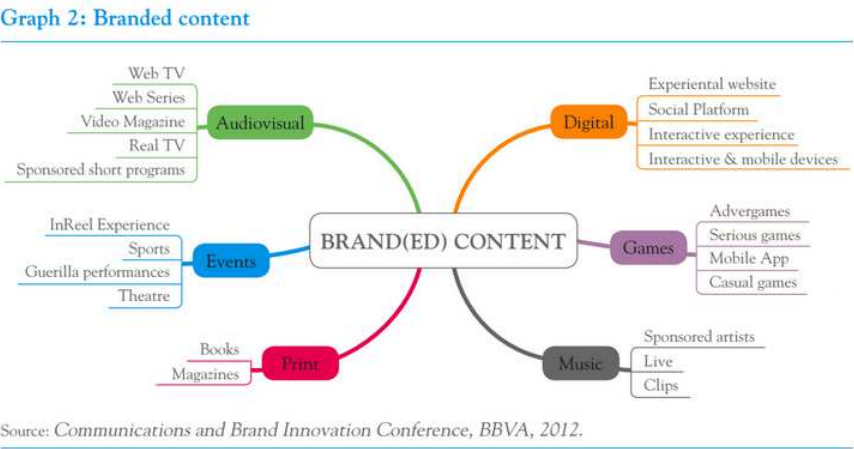 Graph 2: Branded content
Web TV
Web Series
Video Magazine
Real TV
Sponsored short programs
Audiovisual
Digital
Experiental website
Social Platform
Interactive experience
Interactive & mobile devices
BRAND(ED) CONTENT
InReel Experience
Sports
Guerilla performances
Theatre
Events
Games
Advergames
Serious games
Mobile App
Casual games
Books
Magazines
Print
Music
Sponsored artists
Live
Clips
Source: Communications and Brand Innovation Conference, BBVA, 2012.